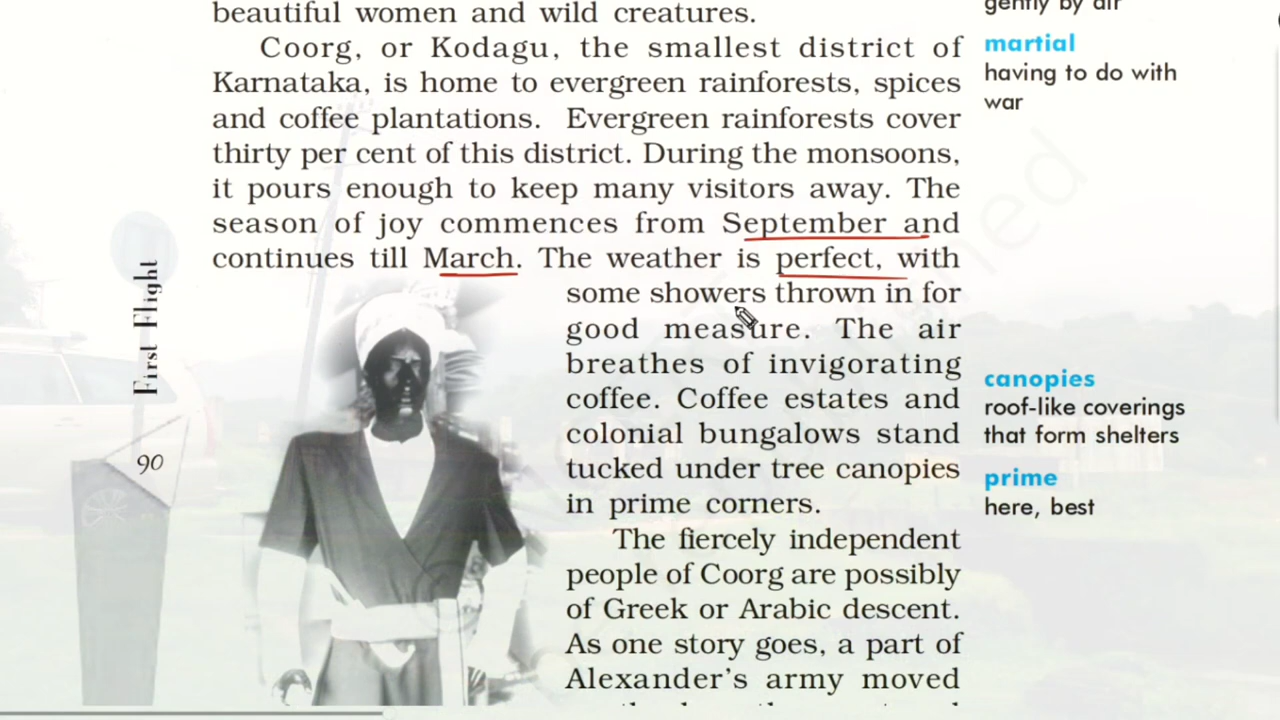 beautiful women and wild creatures.
Coorg, or Kodagu, the smallest district of
Karnataka, is home to evergreen rainforests, spices
and coffee plantations. Evergreen rainforests cover
thirty per cent of this district. During the monsoons,
it pours enough to keep many visitors away. The
season of joy commences from September and
continues till March. The weather is perfect, with
some showers thrown in for
good measure. The air
breathes of invigorating
coffee. Coffee estates and
colonial bungalows stand
tucked under tree canopies
in prime corners.
The fiercely independent
people of Coorg are possibly
of Greek or Arabic descent.
As one story goes, a part of
Alexander's army moved
gently by air
martial
having to do with
war
canopies
roof-like coverings
that form shelters
prime
here, best
First Flight
90